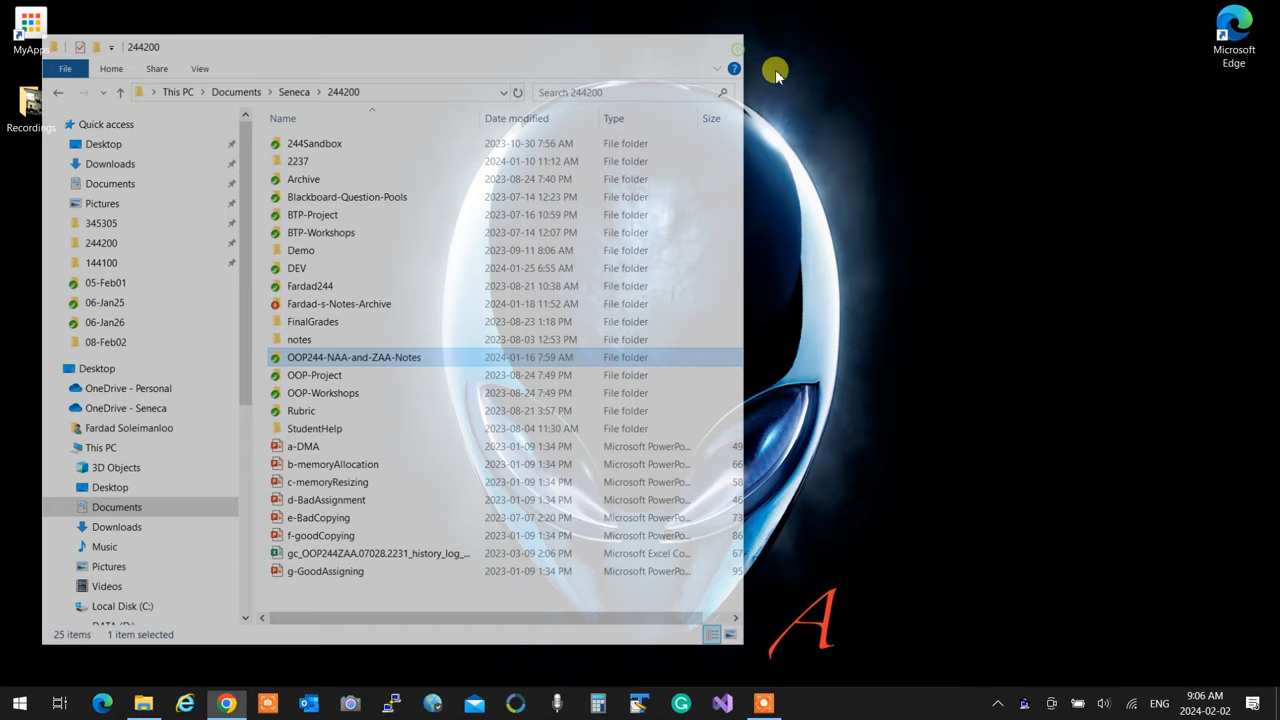 MyApps
Recordings
Microsoft
Edge
244200
File Home Share View
This PC Documents Seneca 244200
Search 244200
Name Date modified Type Size
Quick access
Desktop
Downloads
Documents
Pictures
345305
244200
144100
05-Feb01
06-Jan25
06-Jan26
08-Feb02
Desktop
OneDrive - Personal
OneDrive - Seneca
Fardad Soleimanloo
This PC
3D Objects
Desktop
Documents
Downloads
Music
Pictures
Videos
Local Disk (C:)
244Sandbox 2023-10-30 7:56 AM File folder
2237 2024-01-10 11:12 AM File folder
Archive 2023-08-24 7:40 PM File folder
Blackboard-Question-Pools 2023-07-14 12:23 PM File folder
BTP-Project 2023-07-16 10:59 PM File folder
BTP-Workshops 2023-07-14 12:07 PM File folder
Demo 2023-09-11 8:06 AM File folder
DEV 2024-01-25 6:55 AM File folder
Fardad244 2023-08-21 10:38 AM File folder
Fardad-s-Notes-Archive 2024-01-18 11:52 AM File folder
FinalGrades 2023-08-23 1:18 PM File folder
notes 2023-08-03 12:53 PM File folder
OOP244-NAA-and-ZAA-Notes 2024-01-16 7:59 AM File folder
OOP-Project 2023-08-24 7:49 PM File folder
OOP-Workshops 2023-08-24 7:49 PM File folder
Rubric 2023-08-21 3:57 PM File folder
StudentHelp 2023-08-04 11:30 AM File folder
a-DMA 2023-01-09 1:34 PM Microsoft PowerPo... 49
b-memoryAllocation 2023-01-09 1:34 PM Microsoft PowerPo... 66
c-memoryResizing 2023-01-09 1:34 PM Microsoft PowerPo... 58
d-BadAssignment 2023-01-09 1:34 PM Microsoft PowerPo... 46
e-BadCopying 2023-07-07 2:20 PM Microsoft PowerPo... 73
f-goodCopying 2023-01-09 1:34 PM Microsoft PowerPo... 86
gc_OOP244ZAA.07028.2231_history_log_... 2023-03-09 2:06 PM Microsoft Excel Co... 67
g-GoodAssigning 2023-01-09 1:34 PM Microsoft PowerPo... 95
25 items 1 item selected
A
ENG
9:06 AM
2024-02-02